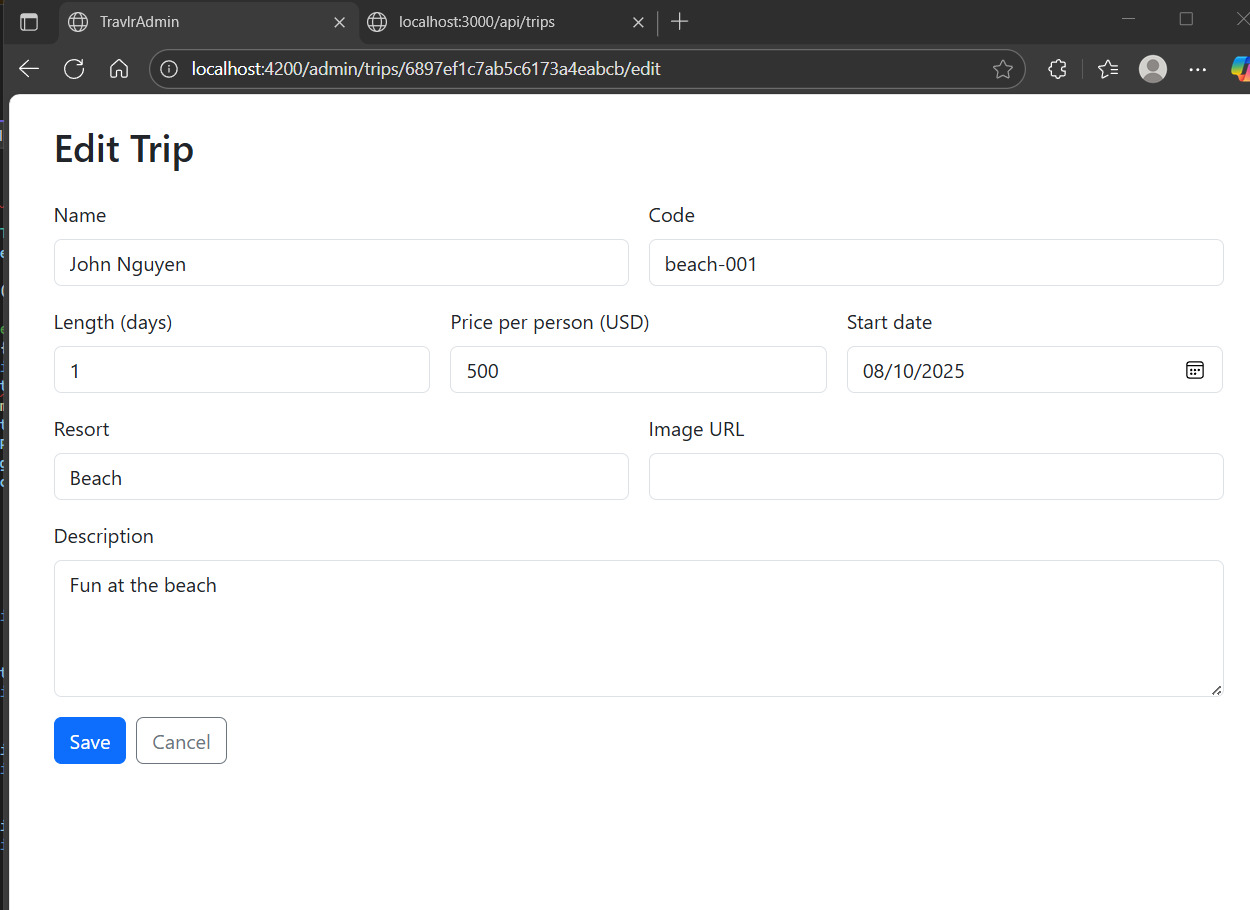 TravlrAdmin
localhost:3000/api/trips
localhost:4200/admin/trips/6897ef1c7ab5c6173a4eabcb/edit
Edit Trip
Name Code
John Nguyen beach-001
Length (days) Price per person (USD) Start date
1 500 08/10/2025
Resort Image URL
Beach
Description
Fun at the beach
Save Cancel